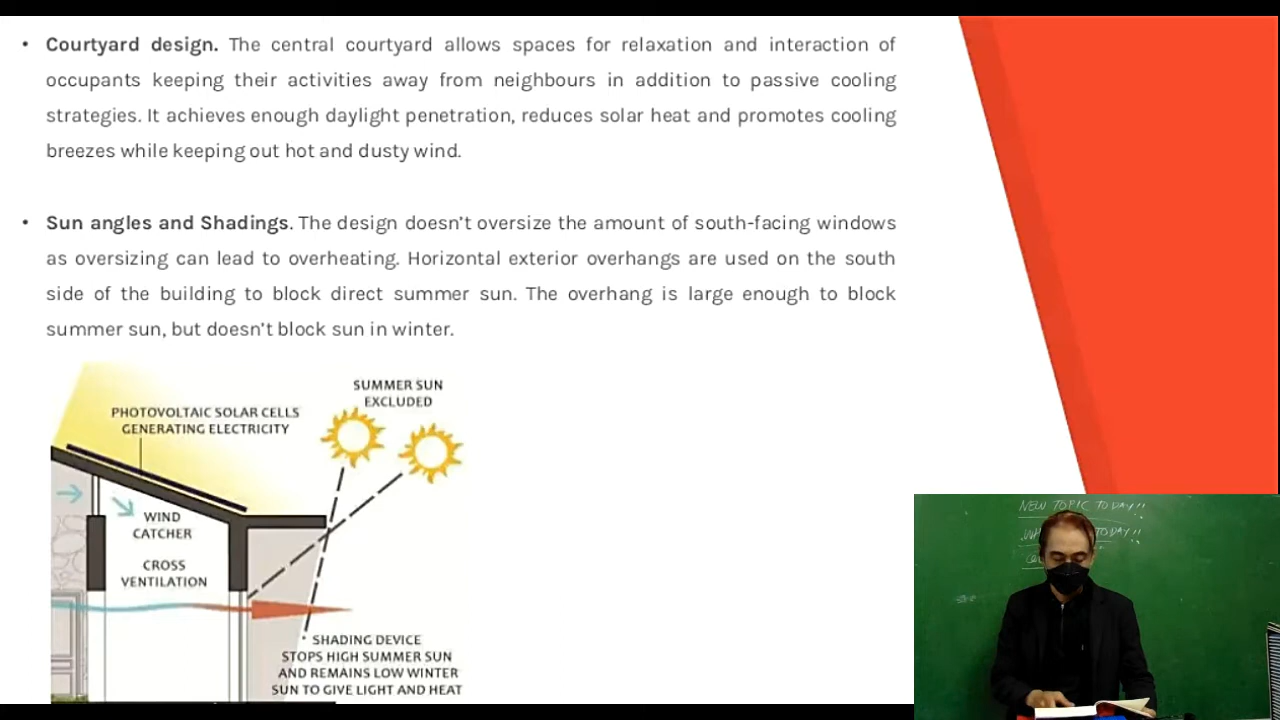 • Courtyard design. The central courtyard allows spaces for relaxation and interaction of
occupants keeping their activities away from neighbours in addition to passive cooling
strategies. It achieves enough daylight penetration, reduces solar heat and promotes cooling
breezes while keeping out hot and dusty wind.
• Sun angles and Shadings. The design doesn't oversize the amount of south-facing windows
as oversizing can lead to overheating. Horizontal exterior overhangs are used on the south
side of the building to block direct summer sun. The overhang is large enough to block
summer sun, but doesn't block sun in winter.
SUMMER SUN
EXCLUDED
PHOTOVOLTAIC SOLAR CELLS
GENERATING ELECTRICITY
WIND
CATCHER
CROSS
VENTILATION
SHADING DEVICE
STOPS HIGH SUMMER SUN
AND REMAINS LOW WINTER
SUN TO GIVE LIGHT AND HEAT
NEW TOPIC TODAY!!
TODAY!!